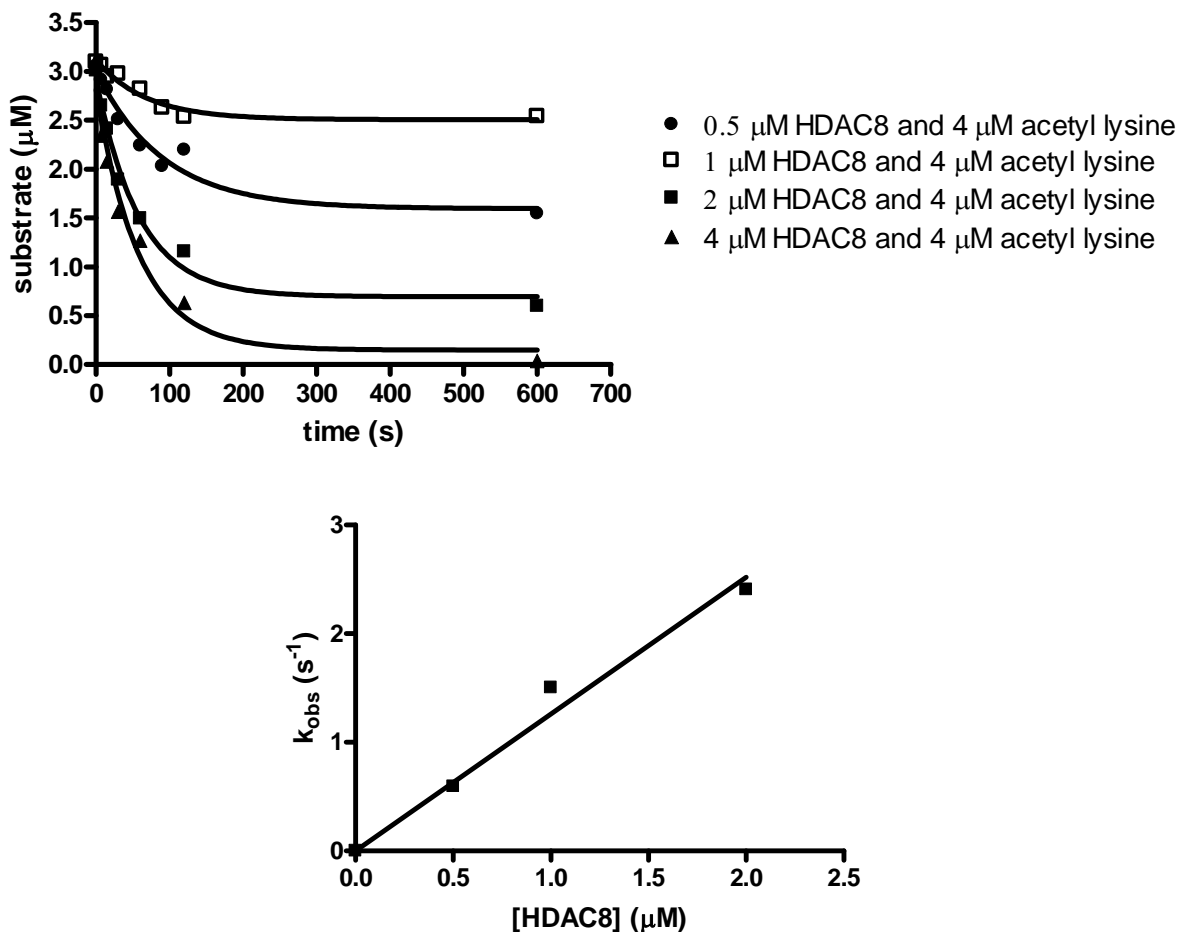 3.5
3.0
2.5
2.0
1.5
1.0
0.5
0.0
substrate (μM)
0 100 200 300 400 500 600 700
time (s)
0.5 μM HDAC8 and 4 μM acetyl lysine
1 μM HDAC8 and 4 μM acetyl lysine
2 μM HDAC8 and 4 μM acetyl lysine
4 μM HDAC8 and 4 μM acetyl lysine
3
2
1
0
kobs (s-1)
0.0 0.5 1.0 1.5 2.0 2.5
[HDAC8] (μM)